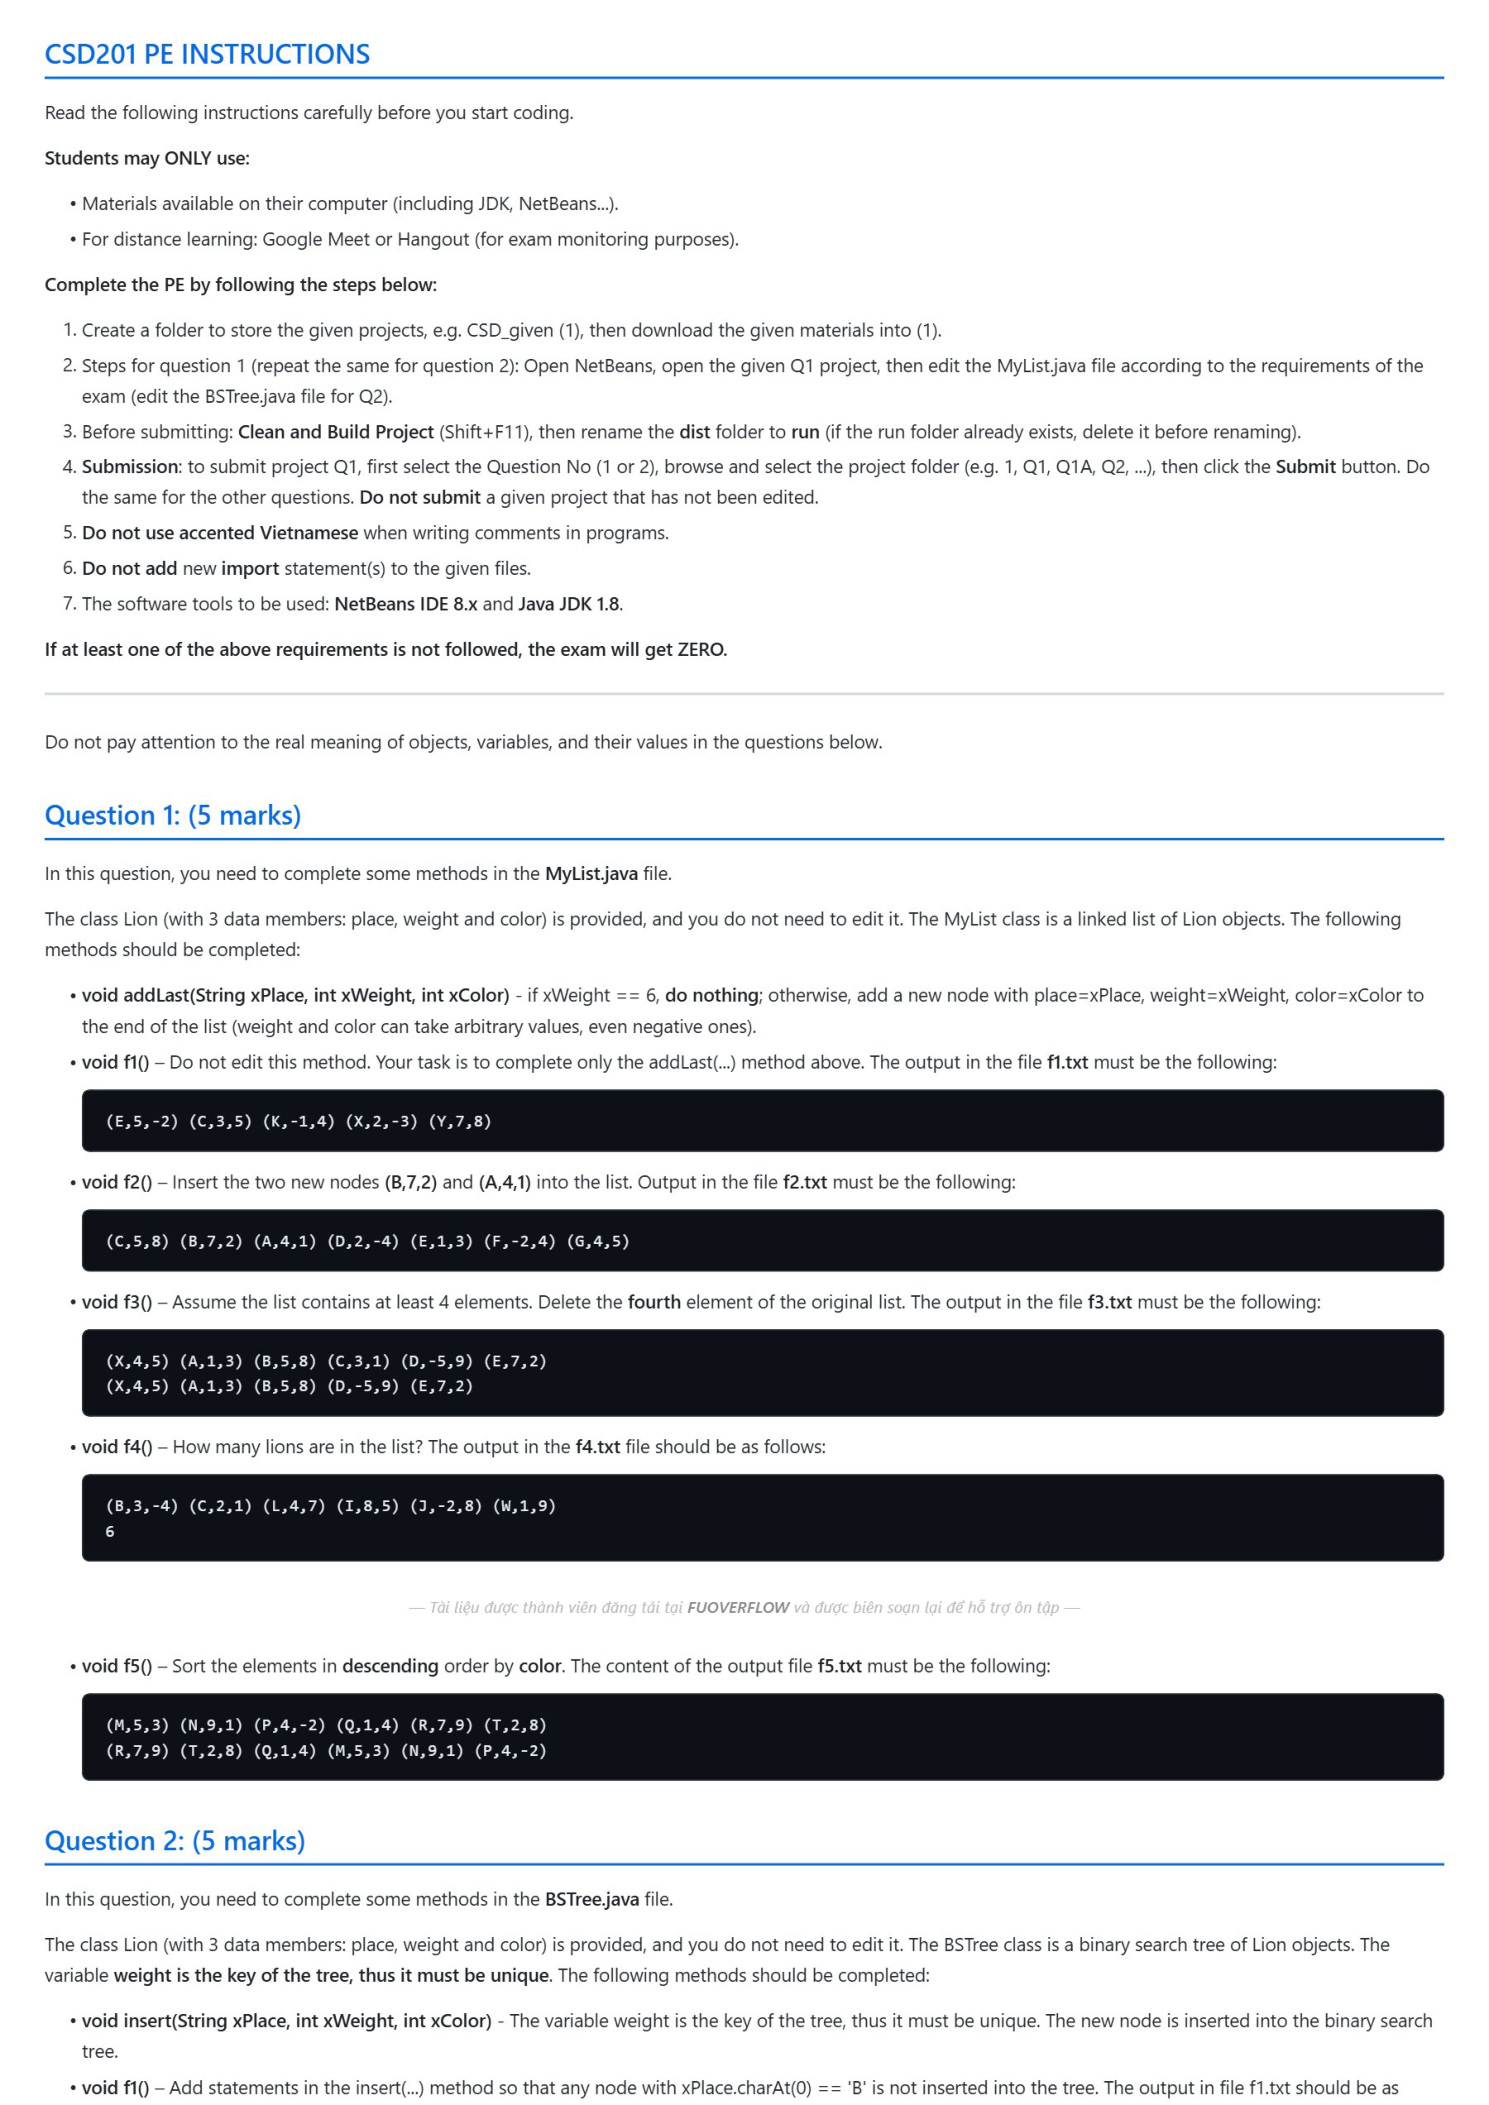 CSD201 PE INSTRUCTIONS
Read the following instructions carefully before you start coding.
Students may ONLY use:
• Materials available on their computer (including JDK, NetBeans...).
• For distance learning: Google Meet or Hangout (for exam monitoring purposes).
Complete the PE by following the steps below:
1. Create a folder to store the given projects, e.g. CSD_given (1), then download the given materials into (1).
2. Steps for question 1 (repeat the same for question 2): Open NetBeans, open the given Q1 project, then edit the MyList.java file according to the requirements of the
exam (edit the BSTree.java file for Q2).
3. Before submitting: Clean and Build Project (Shift+F11), then rename the dist folder to run (if the run folder already exists, delete it before renaming).
4. Submission: to submit project Q1, first select the Question No (1 or 2), browse and select the project folder (e.g. 1, Q1, Q1A, Q2, ...), then click the Submit button. Do
the same for the other questions. Do not submit a given project that has not been edited.
5. Do not use accented Vietnamese when writing comments in programs.
6. Do not add new import statement(s) to the given files.
7. The software tools to be used: NetBeans IDE 8.x and Java JDK 1.8.
If at least one of the above requirements is not followed, the exam will get ZERO.
Do not pay attention to the real meaning of objects, variables, and their values in the questions below.
Question 1: (5 marks)
In this question, you need to complete some methods in the MyList.java file.
The class Lion (with 3 data members: place, weight and color) is provided, and you do not need to edit it. The MyList class is a linked list of Lion objects. The following
methods should be completed:
• void addLast(String xPlace, int xWeight, int xColor) - if xWeight == 6, do nothing; otherwise, add a new node with place=xPlace, weight=xWeight, color=xColor to
the end of the list (weight and color can take arbitrary values, even negative ones).
• void f1() – Do not edit this method. Your task is to complete only the addLast(...) method above. The output in the file f1.txt must be the following:
(E,5,-2) (C,3,5) (K,-1,4) (X,2,-3) (Y,7,8)
• void f2() – Insert the two new nodes (B,7,2) and (A,4,1) into the list. Output in the file f2.txt must be the following:
(C,5,8) (B,7,2) (A,4,1) (D,2,-4) (E,1,3) (F,-2,4) (G,4,5)
• void f3() – Assume the list contains at least 4 elements. Delete the fourth element of the original list. The output in the file f3.txt must be the following:
(X,4,5) (A,1,3) (B,5,8) (C,3,1) (D,-5,9) (E,7,2)
(X,4,5) (A,1,3) (B,5,8) (D,-5,9) (E,7,2)
• void f4() – How many lions are in the list? The output in the f4.txt file should be as follows:
(B,3,-4) (C,2,1) (L,4,7) (I,8,5) (J,-2,8) (W,1,9)
6
— Tài liệu được thành viên đăng tải tại FUOVERFLOW và được biên soạn lại để hỗ trợ ôn tập —
• void f5() – Sort the elements in descending order by color. The content of the output file f5.txt must be the following:
(M,5,3) (N,9,1) (P,4,-2) (Q,1,4) (R,7,9) (T,2,8)
(R,7,9) (T,2,8) (Q,1,4) (M,5,3) (N,9,1) (P,4,-2)
Question 2: (5 marks)
In this question, you need to complete some methods in the BSTree.java file.
The class Lion (with 3 data members: place, weight and color) is provided, and you do not need to edit it. The BSTree class is a binary search tree of Lion objects. The
variable weight is the key of the tree, thus it must be unique. The following methods should be completed:
• void insert(String xPlace, int xWeight, int xColor) - The variable weight is the key of the tree, thus it must be unique. The new node is inserted into the binary search
tree.
• void f1() – Add statements in the insert(...) method so that any node with xPlace.charAt(0) == 'B' is not inserted into the tree. The output in file f1.txt should be as